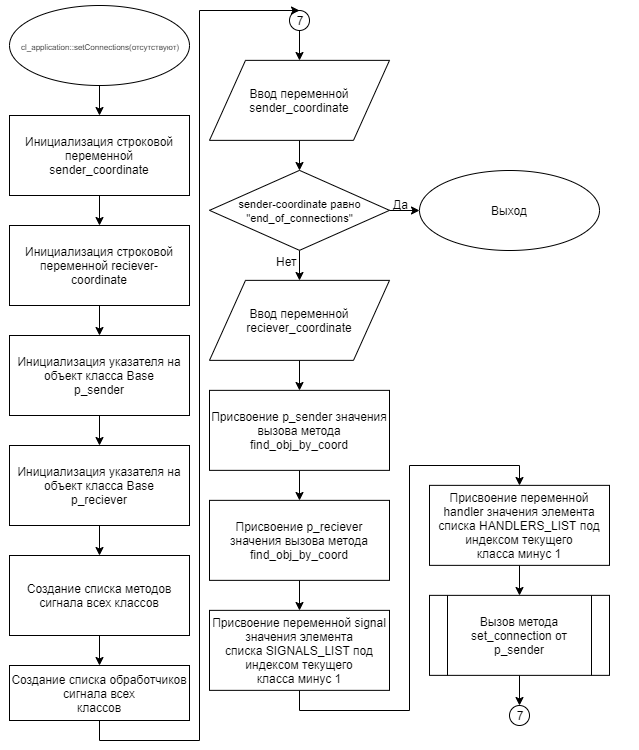 cl_application::setConnections(отсутствуют)
Инициализация строковой
переменной
sender_coordinate
Инициализация строковой
переменной reciever-
coordinate
Инициализация указателя на
объект класса Base
p_sender
Инициализация указателя на
объект класса Base
p_reciever
Создание списка методов
сигнала всех классов
Создание списка обработчиков
сигнала всех
классов
7
Ввод переменной
sender_coordinate
sender-coordinate равно
"end_of_connections"
Да
Выход
Нет
Ввод переменной
reciever_coordinate
Присвоение p_sender значения
вызова метода
find_obj_by_coord
Присвоение p_reciever
значения вызова метода
find_obj_by_coord
Присвоение переменной signal
значения элемента
списка SIGNALS_LIST под
индексом текущего
класса минус 1
Присвоение переменной
handler значения элемента
списка HANDLERS_LIST под
индексом текущего
класса минус 1
Вызов метода
set_connection от
p_sender
7